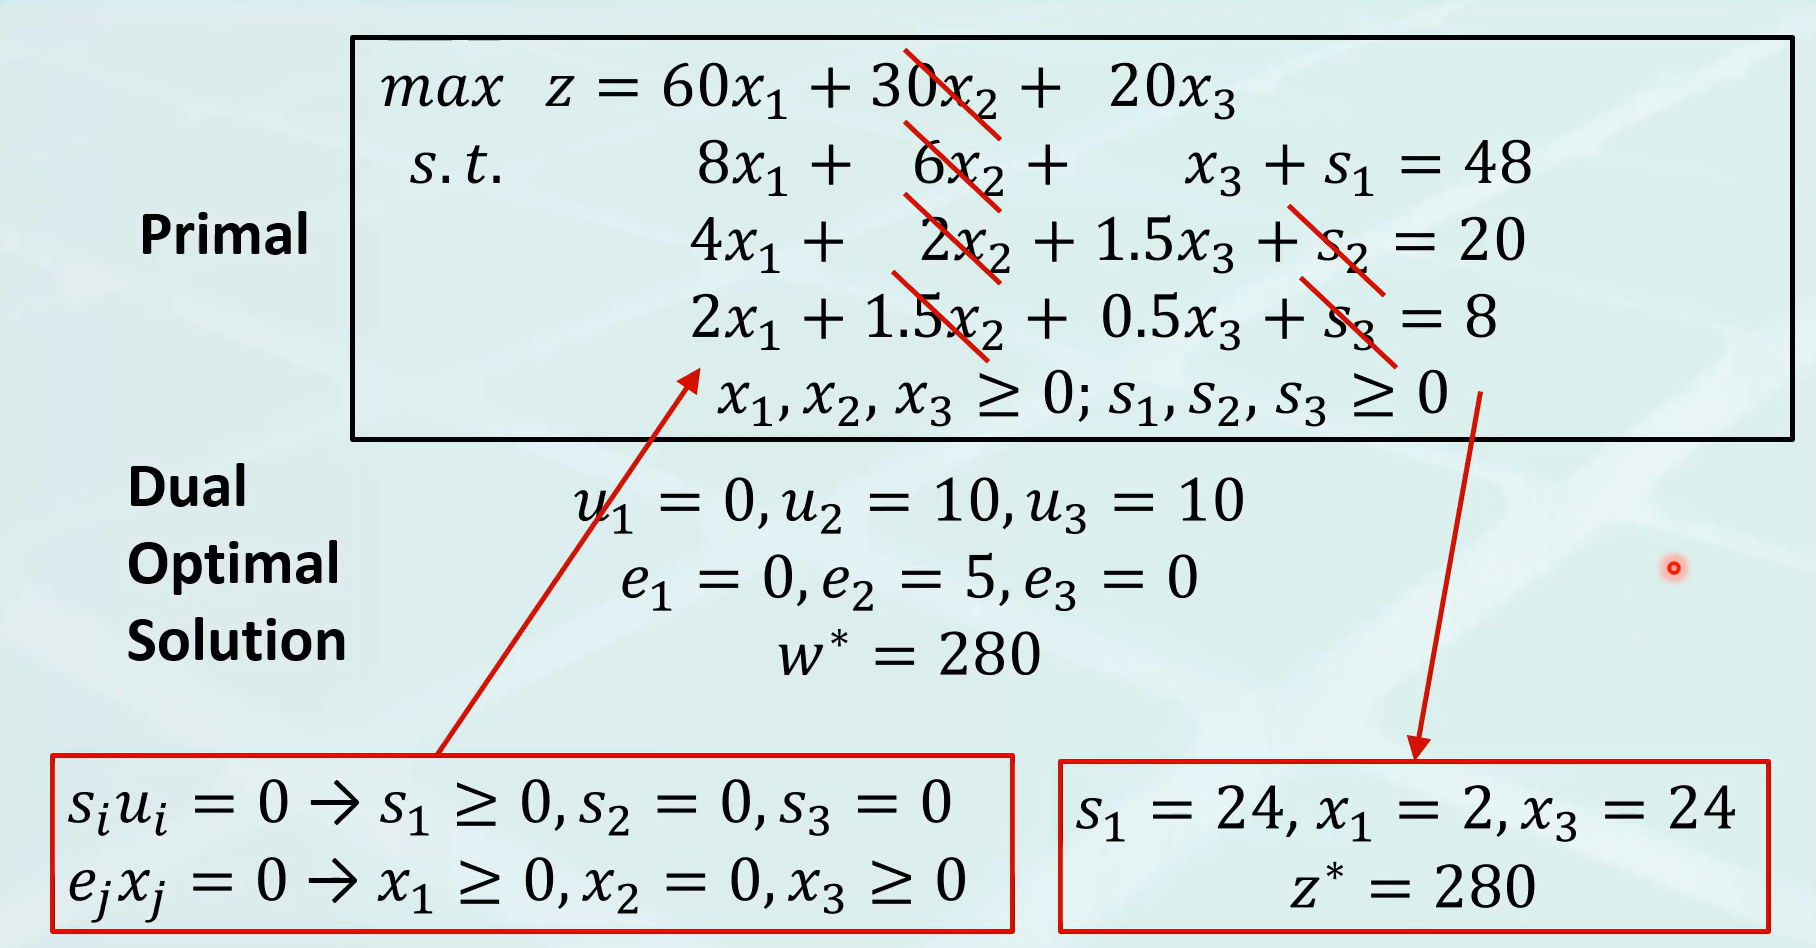 max z = 60x₁ + 30x₂ + 20x₃
s.t. 8x₁ + 6x₂ + x₃ + s₁ = 48
Primal
4x₁ + 2x₂ + 1.5x₃ + s₂ = 20
2x₁ + 1.5x₂ + 0.5x₃ + s₃ = 8
x₁, x₂, x₃ ≥ 0; s₁, s₂, s₃ ≥ 0
Dual
Optimal
Solution
u₁ = 0, u₂ = 10, u₃ = 10
e₁ = 0, e₂ = 5, e₃ = 0
w* = 280
sᵢuᵢ = 0 → s₁ ≥ 0, s₂ = 0, s₃ = 0
eⱼxⱼ = 0 → x₁ ≥ 0, x₂ = 0, x₃ ≥ 0
s₁ = 24, x₁ = 2, x₃ = 24
z* = 280